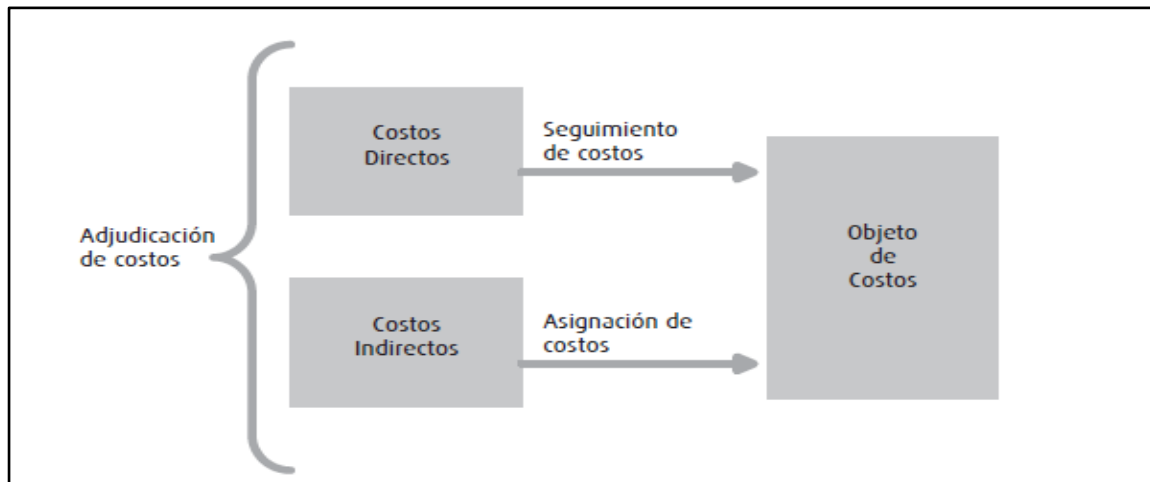 Adjudicación
de costos
Costos
Directos
Seguimiento
de costos
Costos
Indirectos
Asignación de
costos
Objeto
de
Costos